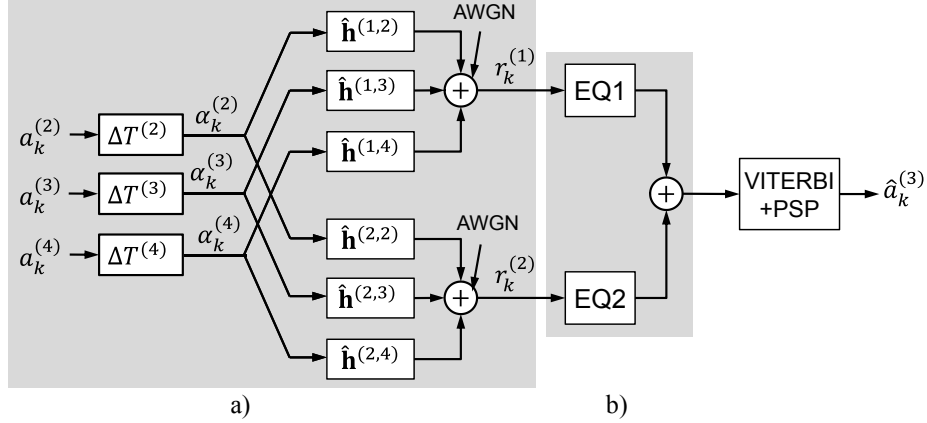 AWGN
ĥ^(1,2)
r_k^(1)
α_k^(2)
ĥ^(1,3)
EQ1
a_k^(2)
ΔT^(2)
ĥ^(1,4)
α_k^(3)
a_k^(3)
ΔT^(3)
VITERBI
+PSP
â_k^(3)
α_k^(4)
a_k^(4)
ΔT^(4)
ĥ^(2,2)
AWGN
r_k^(2)
ĥ^(2,3)
EQ2
ĥ^(2,4)
a)
b)